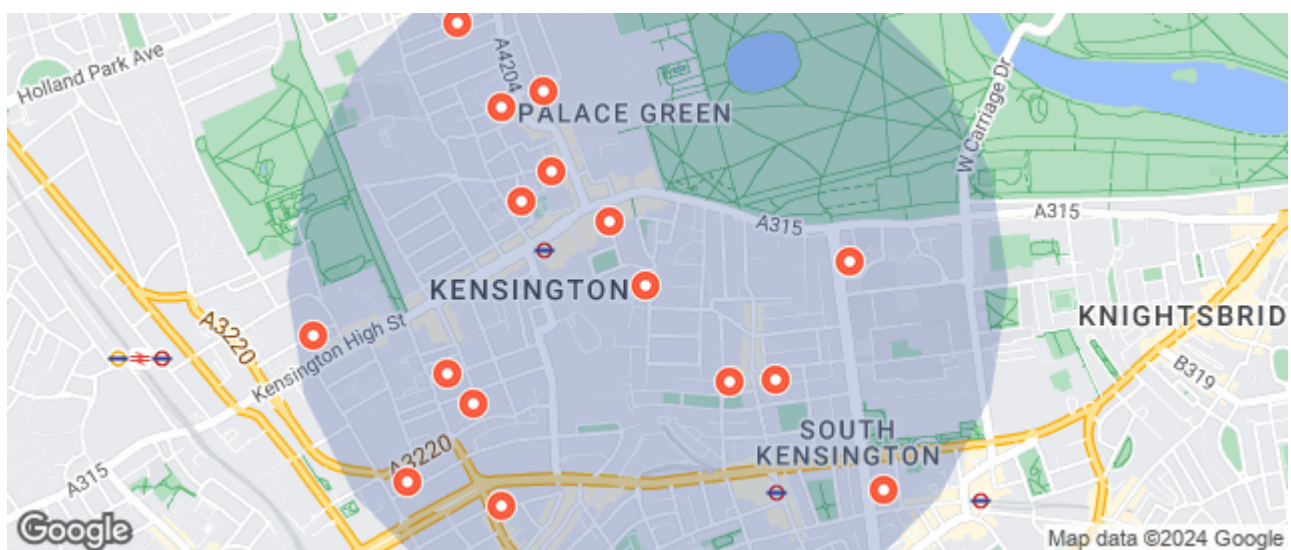 Holland Park Ave
A4204
PALACE GREEN
W Carriage Dr
A315
A315
KENSINGTON
KNIGHTSBRID
A3220
Kensington High St
B319
SOUTH
KENSINGTON
A3220
A315
Google
Map data ©2024 Google